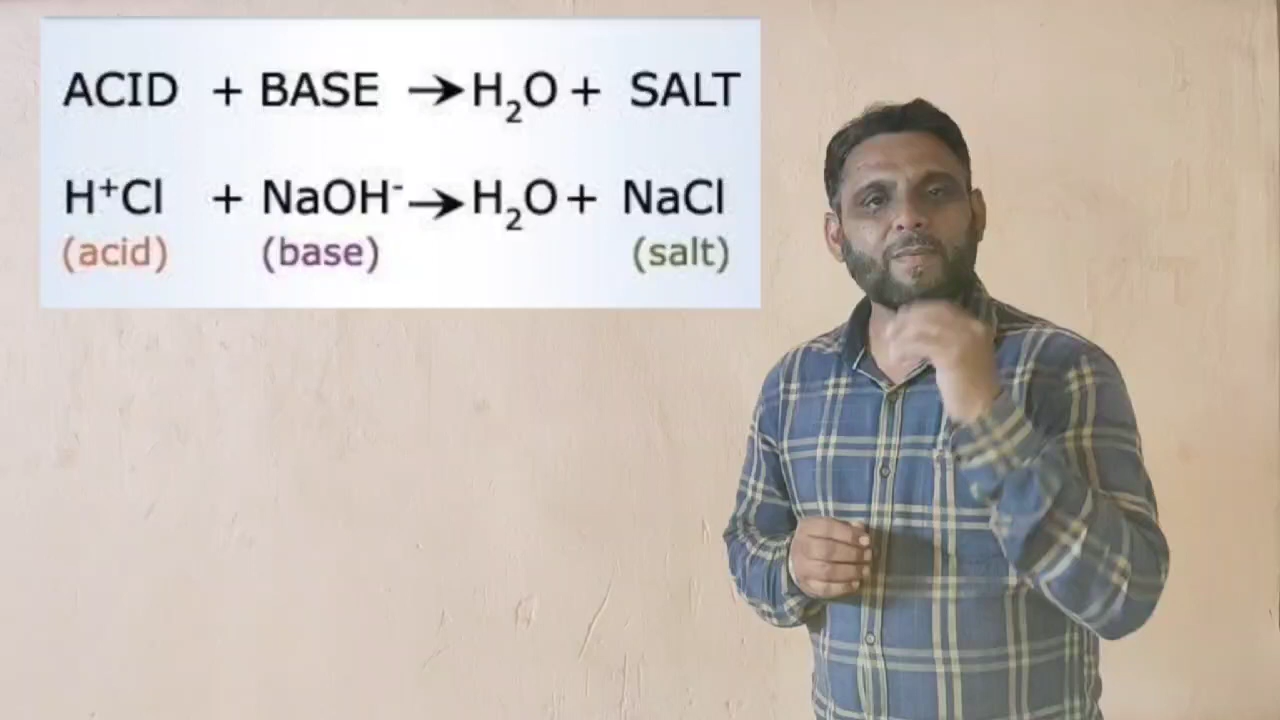 ACID + BASE → H₂O + SALT
H⁺Cl + NaOH⁻ → H₂O + NaCl
(acid) (base) (salt)